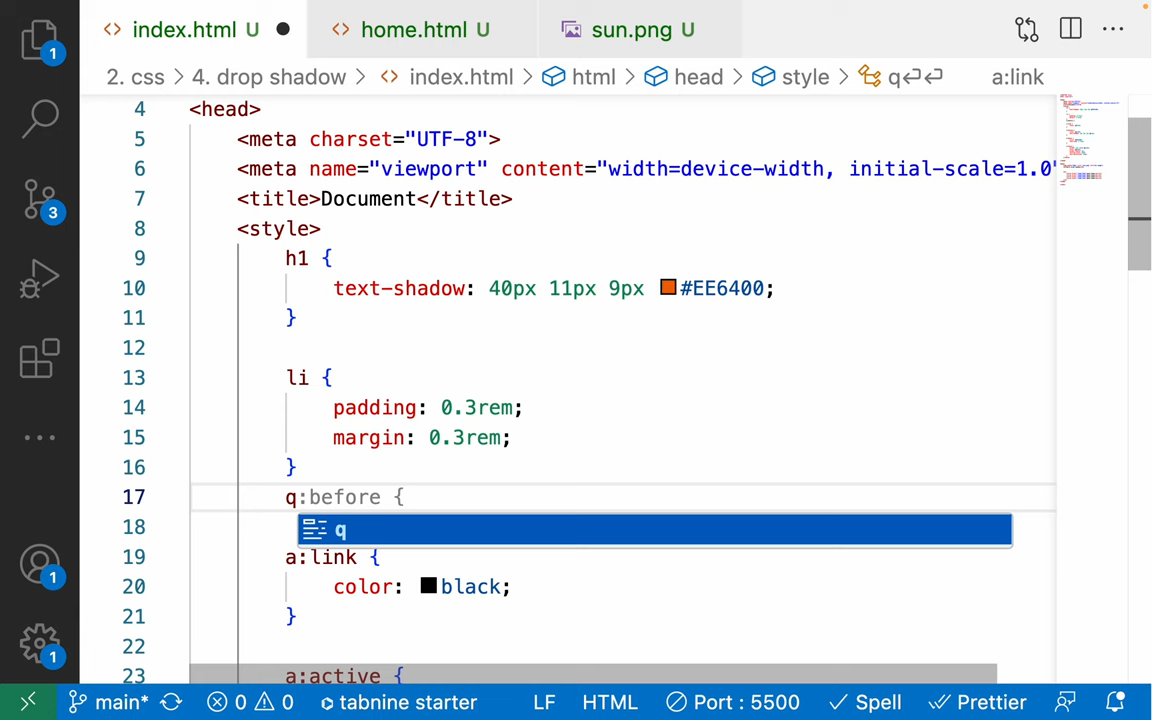 index.html U
home.html U
sun.png U
2. css > 4. drop shadow > index.html > html > head > style > q↩↩ a:link
4 <head>
5 <meta charset="UTF-8">
6 <meta name="viewport" content="width=device-width, initial-scale=1.0"
7 <title>Document</title>
8 <style>
9 h1 {
10 text-shadow: 40px 11px 9px #EE6400;
11 }
12
13 li {
14 padding: 0.3rem;
15 margin: 0.3rem;
16 }
17 q:before {
q
18
19 a:link {
20 color: black;
21 }
22
23 a:active {
1
3
1
1
main* 0 0 tabnine starter LF HTML Port : 5500 Spell Prettier